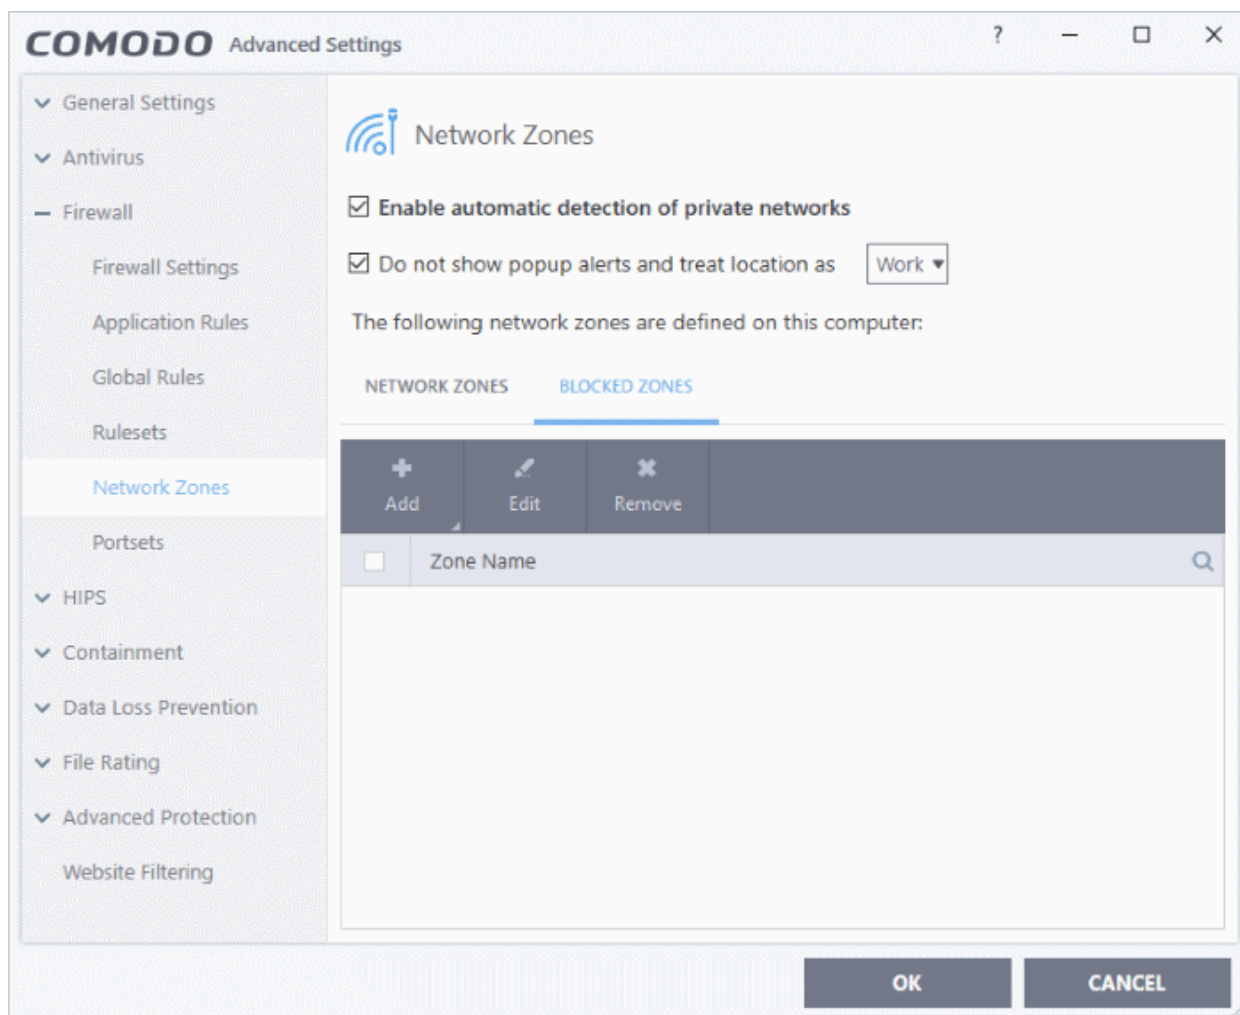 COMODO Advanced Settings ?
General Settings
Antivirus
Firewall
Firewall Settings
Application Rules
Global Rules
Rulesets
Network Zones
Portsets
HIPS
Containment
Data Loss Prevention
File Rating
Advanced Protection
Website Filtering
Network Zones
Enable automatic detection of private networks
Do not show popup alerts and treat location as Work
The following network zones are defined on this computer:
NETWORK ZONES BLOCKED ZONES
Add Edit Remove
Zone Name
OK CANCEL